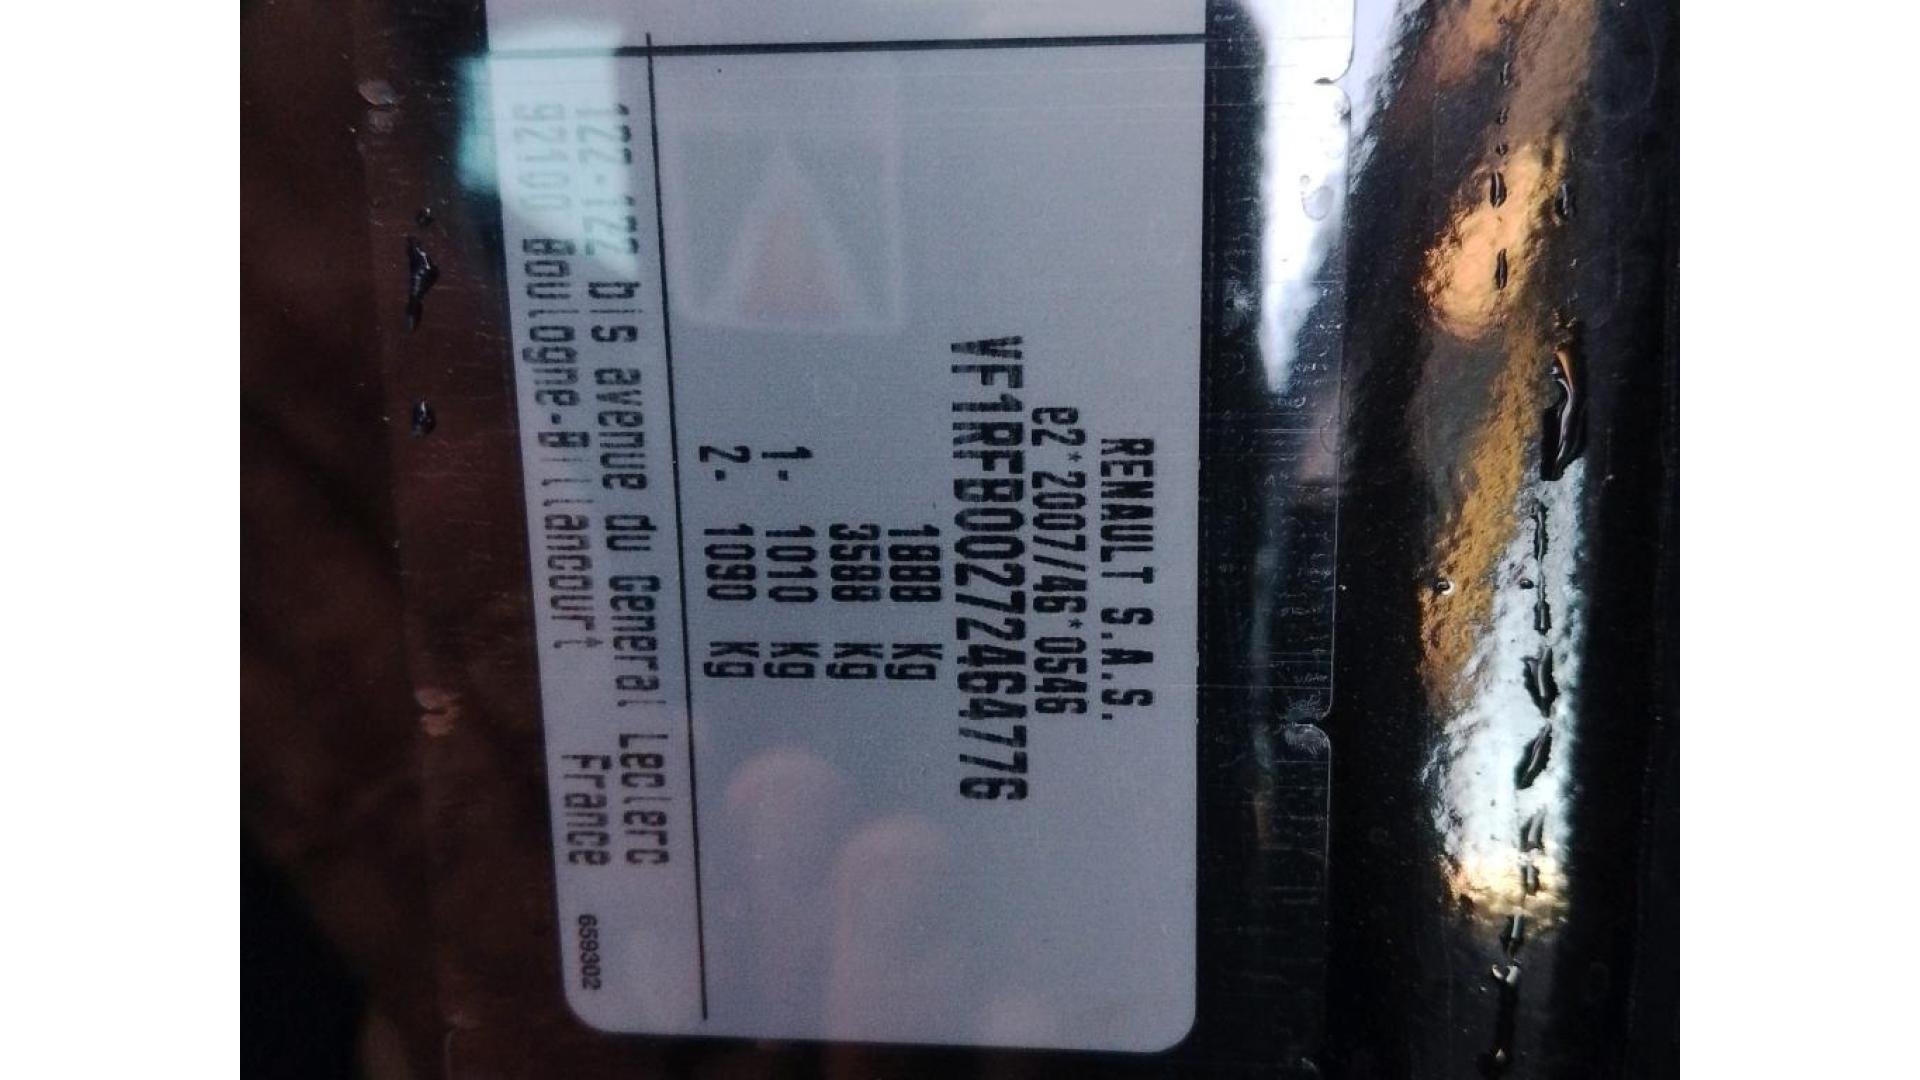 RENAULT S.A.S.
e2*2007/46*0546
VF1RFB00272464776
1888 Kg
3588 Kg
1- 1010 Kg
2- 1090 Kg
122-122 bis avenue du General Leclerc
92100 Boulogne-Billancourt France
659302